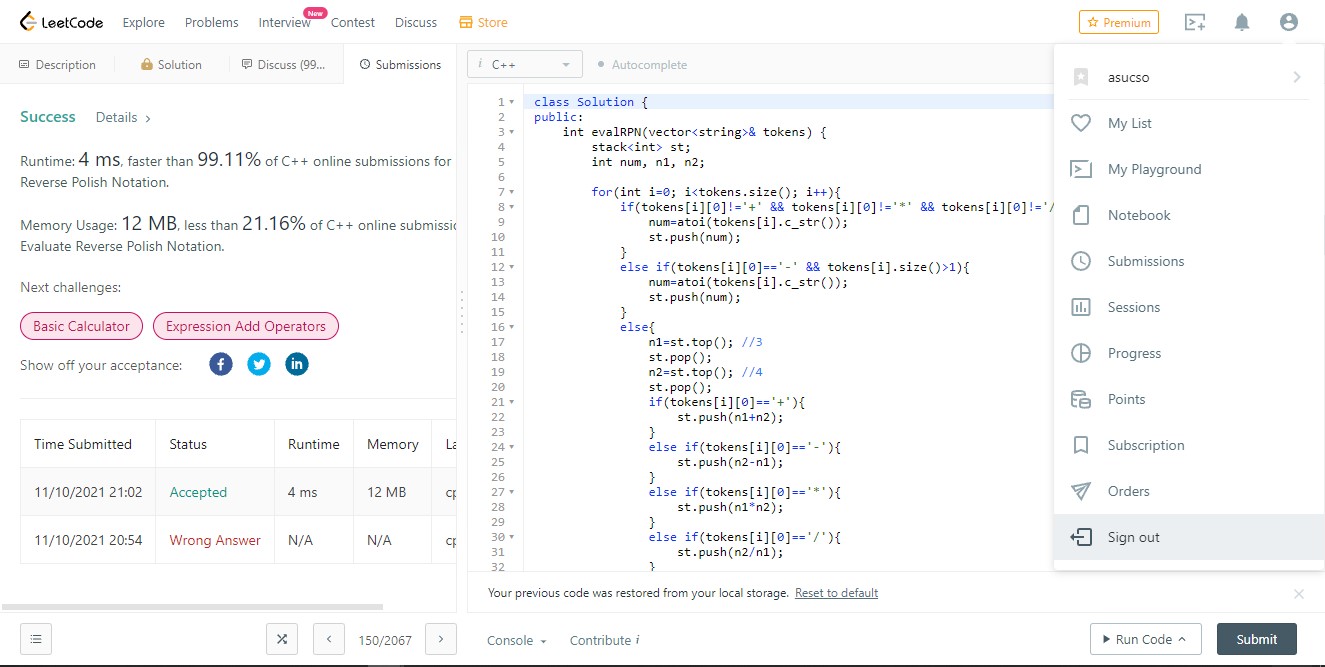 LeetCode Explore Problems Interview New Contest Discuss Store Premium
Description Solution Discuss (99... Submissions
i C++ Autocomplete
Success Details
Runtime: 4 ms, faster than 99.11% of C++ online submissions for
Reverse Polish Notation.
Memory Usage: 12 MB, less than 21.16% of C++ online submissio
Evaluate Reverse Polish Notation.
Next challenges:
Basic Calculator Expression Add Operators
Show off your acceptance:
Time Submitted Status Runtime Memory La
11/10/2021 21:02 Accepted 4 ms 12 MB cp
11/10/2021 20:54 Wrong Answer N/A N/A cp
150/2067
1 class Solution {
2 public:
3 int evalRPN(vector<string>& tokens) {
4 stack<int> st;
5 int num, n1, n2;
6
7 for(int i=0; i<tokens.size(); i++){
8 if(tokens[i][0]!='+' && tokens[i][0]!='*' && tokens[i][0]!='/
9 num=atoi(tokens[i].c_str());
10 st.push(num);
11 }
12 else if(tokens[i][0]=='-' && tokens[i].size()>1){
13 num=atoi(tokens[i].c_str());
14 st.push(num);
15 }
16 else{
17 n1=st.top(); //3
18 st.pop();
19 n2=st.top(); //4
20 st.pop();
21 if(tokens[i][0]=='+'){
22 st.push(n1+n2);
23 }
24 else if(tokens[i][0]=='-'){
25 st.push(n2-n1);
26 }
27 else if(tokens[i][0]=='*'){
28 st.push(n1*n2);
29 }
30 else if(tokens[i][0]=='/'){
31 st.push(n2/n1);
32 }
Your previous code was restored from your local storage. Reset to default
Console Contribute i Run Code Submit
asucso
My List
My Playground
Notebook
Submissions
Sessions
Progress
Points
Subscription
Orders
Sign out